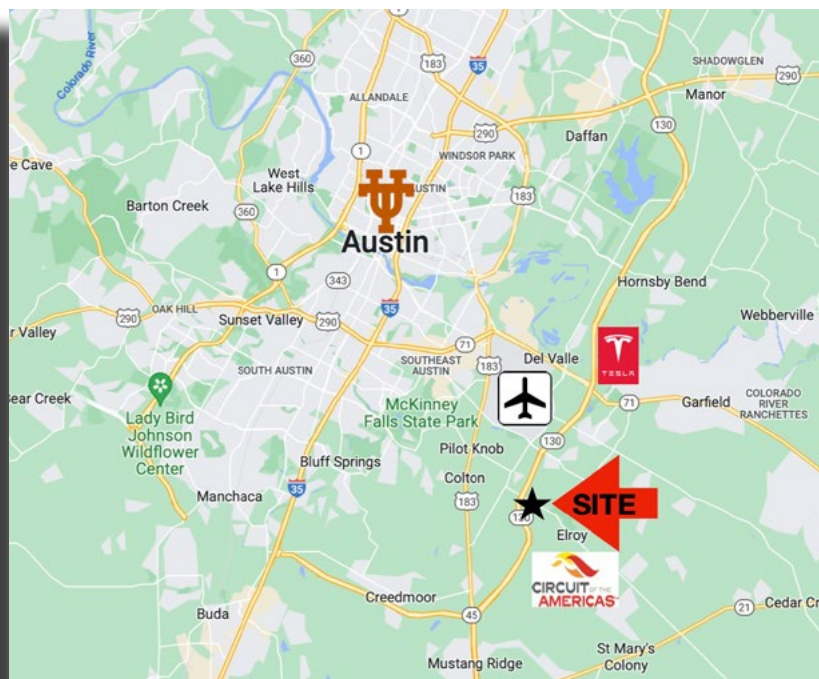 Colorado River
1
360
183
35
SHADOWGLEN
290
Manor
ALLANDALE
130
290
Daffan
WINDSOR PARK
1
ee Cave
West
Lake Hills
USTIN
183
360
Barton Creek
Austin
1
343
Hornsby Bend
OAK HILL
35
290
Sunset Valley
290
Webberville
r Valley
71
TESLA
SOUTH AUSTIN
SOUTHEAST
AUSTIN
183
Del Valle
Bear Creek
Lady Bird
Johnson
Wildflower
Center
McKinney
Falls State Park
71
Garfield
COLORADO
RIVER
RANCHETTES
130
Pilot Knob
Bluff Springs
Colton
35
Manchaca
183
SITE
130
Elroy
CIRCUIT OF THE
AMERICAS
Creedmoor
Buda
45
21
Cedar Cr
St Mary's
Colony
Mustang Ridge